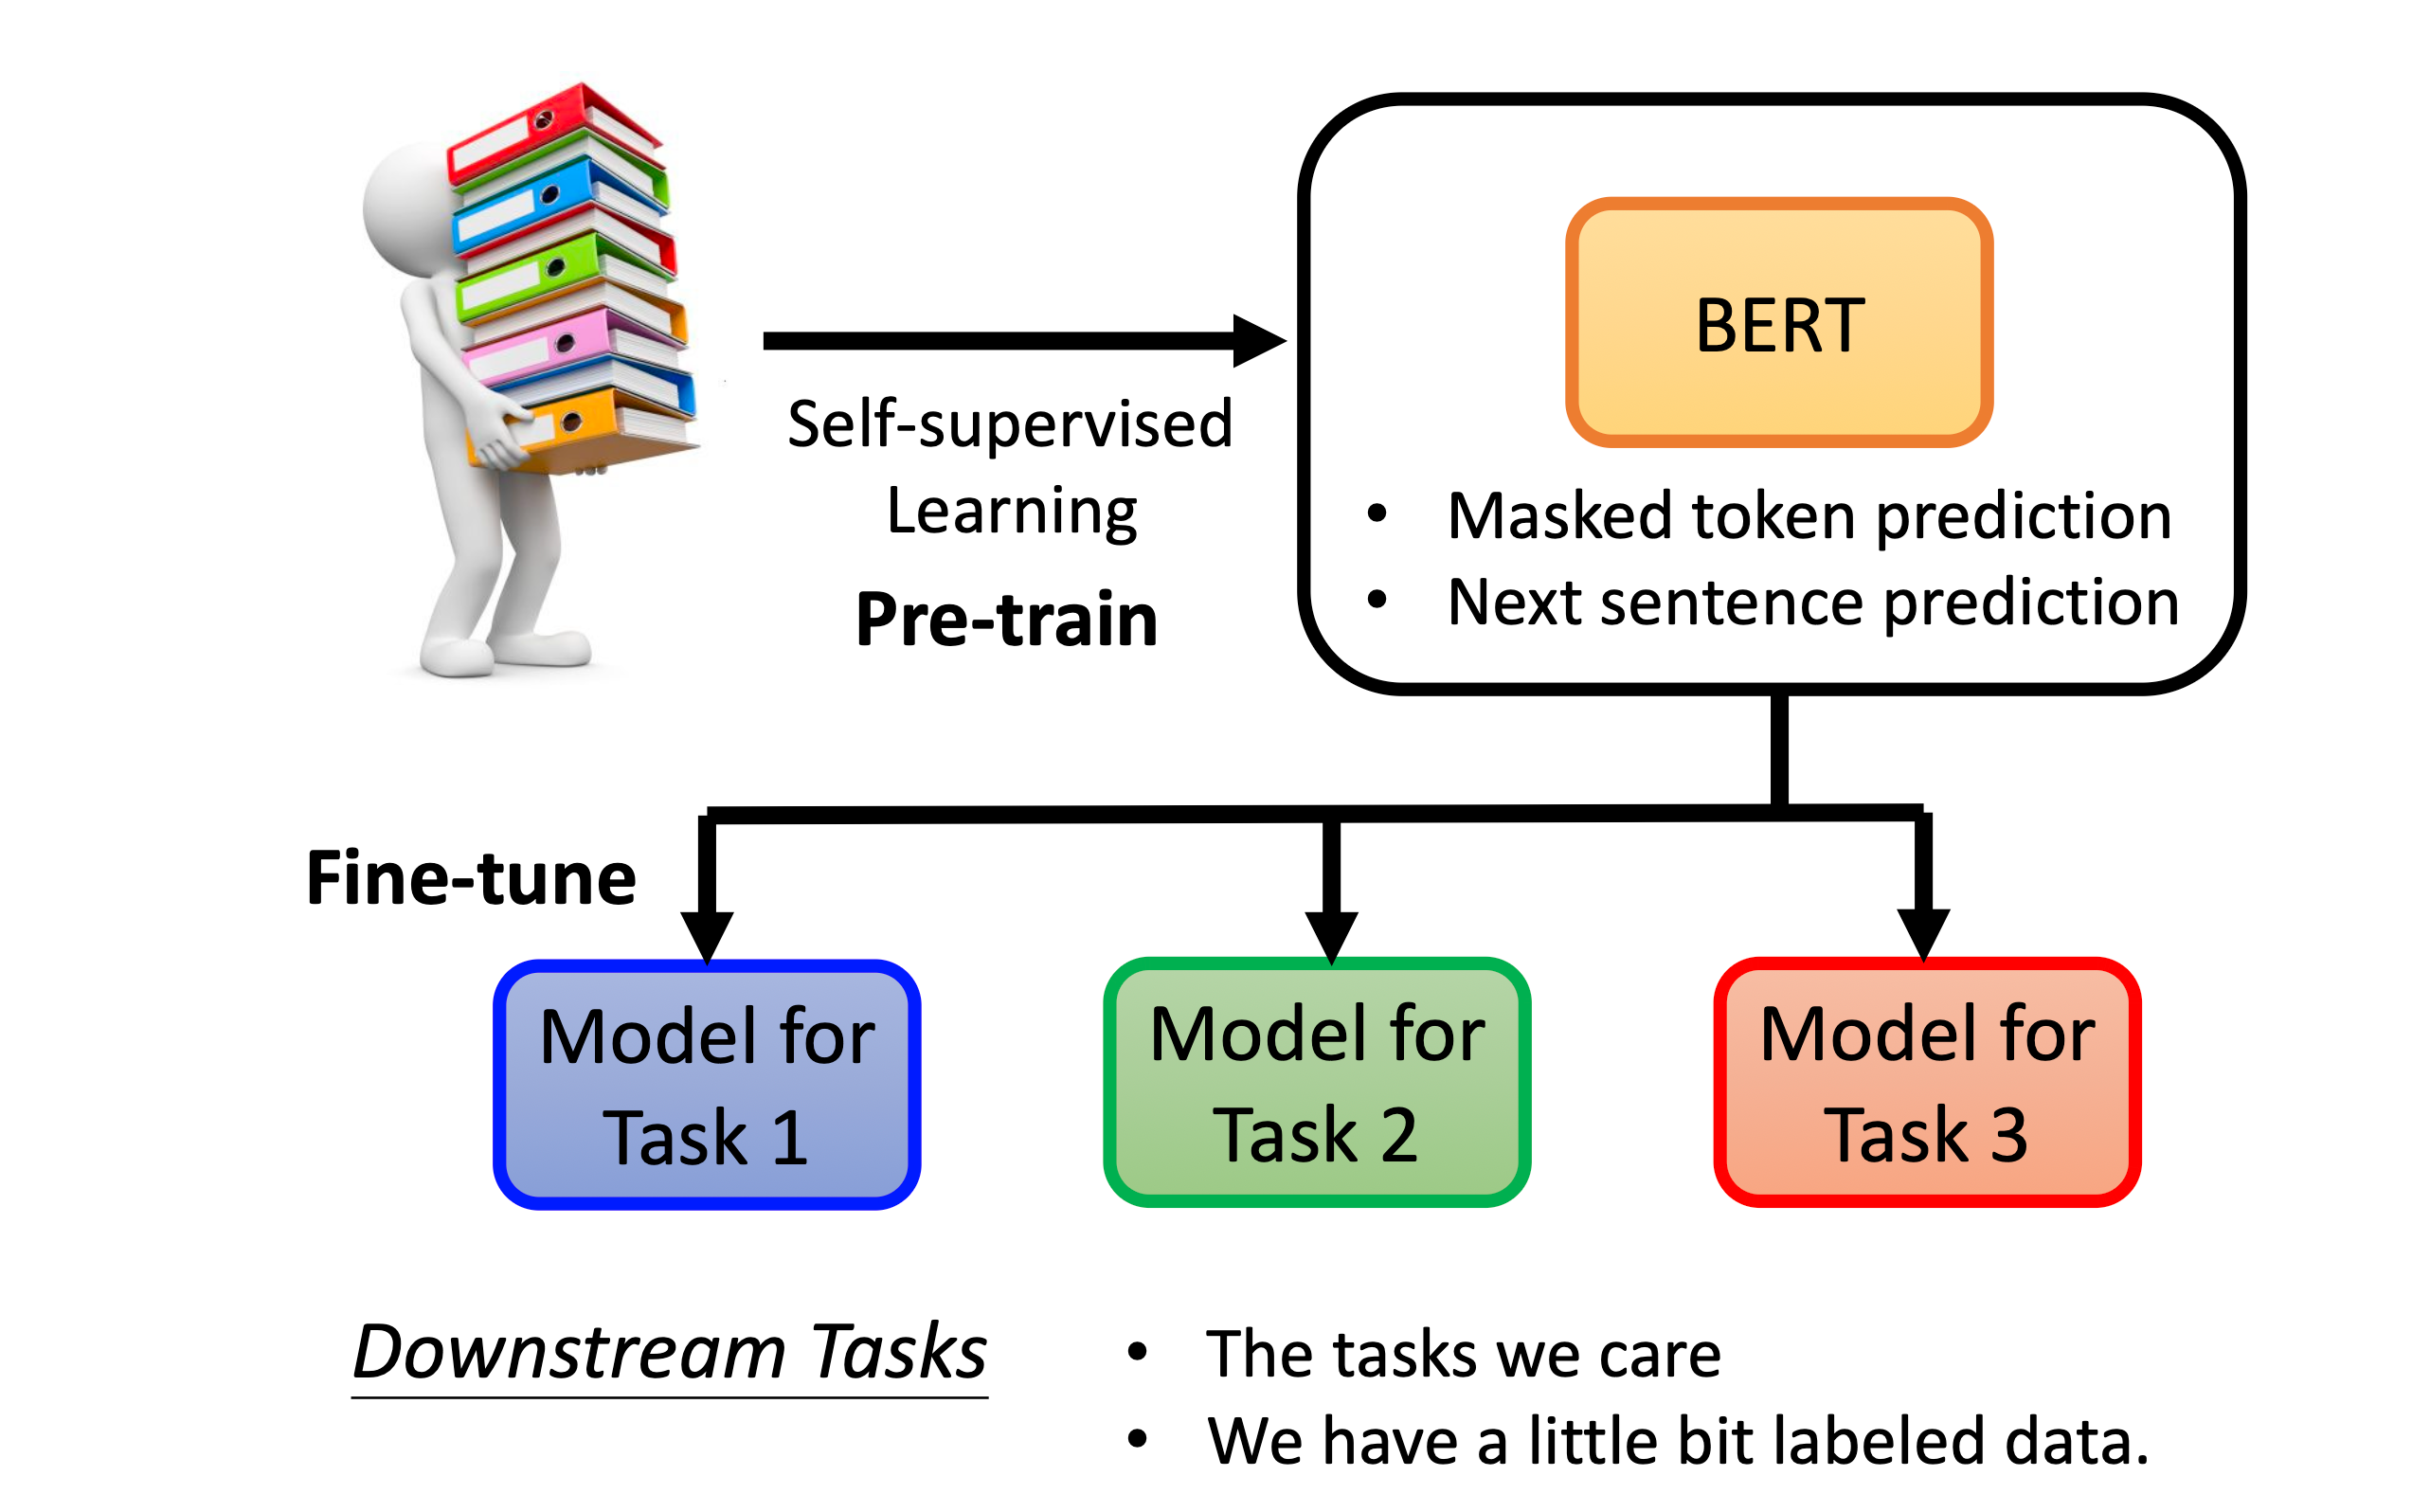 BERT
Self-supervised
Learning
Pre-train
• Masked token prediction
• Next sentence prediction
Fine-tune
Model for
Task 1
Model for
Task 2
Model for
Task 3
Downstream Tasks
• The tasks we care
• We have a little bit labeled data.